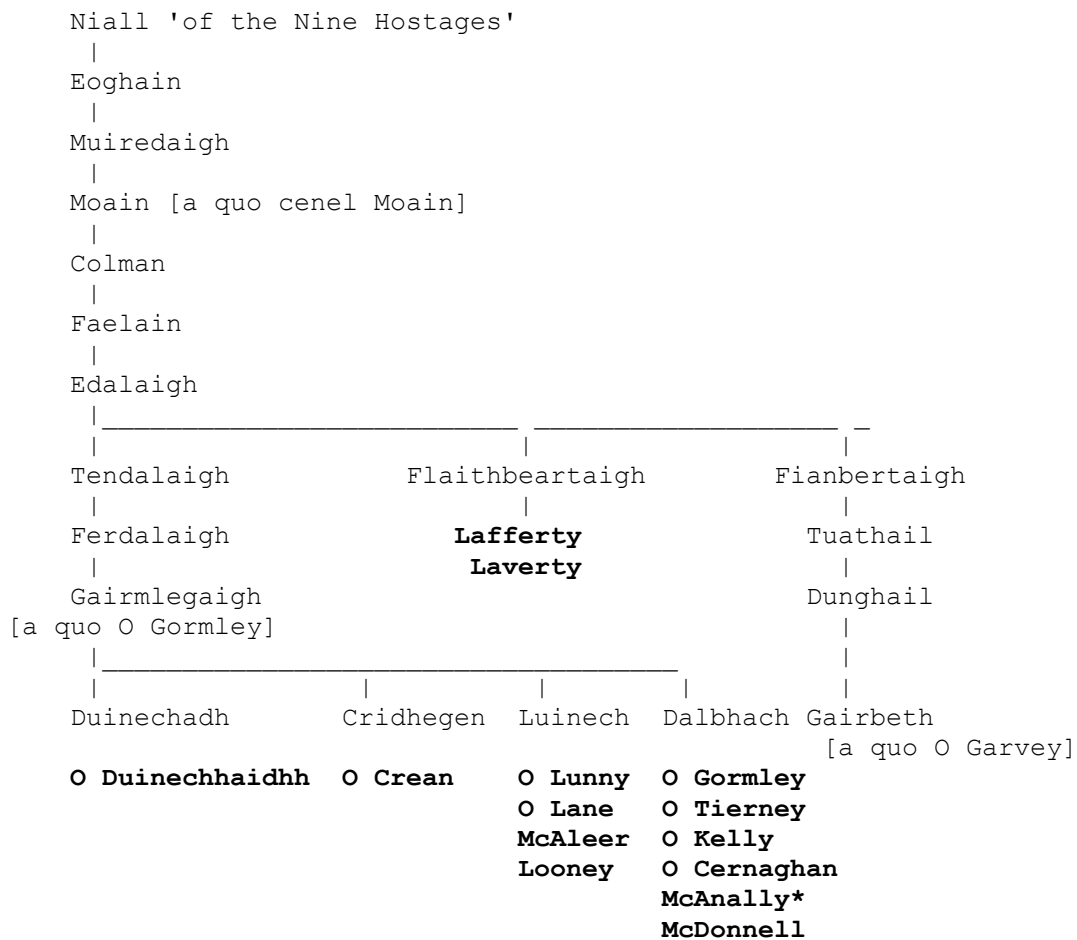 Niall 'of the Nine Hostages'
Eoghain
Muiredaigh
Moain [a quo cenel Moain]
Colman
Faelain
Edalaigh
Tendalaigh Flaithbeartaigh Fianbertaigh
Ferdalaigh Lafferty Tuathail
Laverty
Gairmlegaigh Dunghail
[a quo O Gormley]
Duinechadh Cridhegen Luinech Dalbhach Gairbeth
[a quo O Garvey]
O Duinechhaidhh O Crean O Lunny O Gormley
O Lane O Tierney
McAleer O Kelly
Looney O Cernaghan
McAnally*
McDonnell